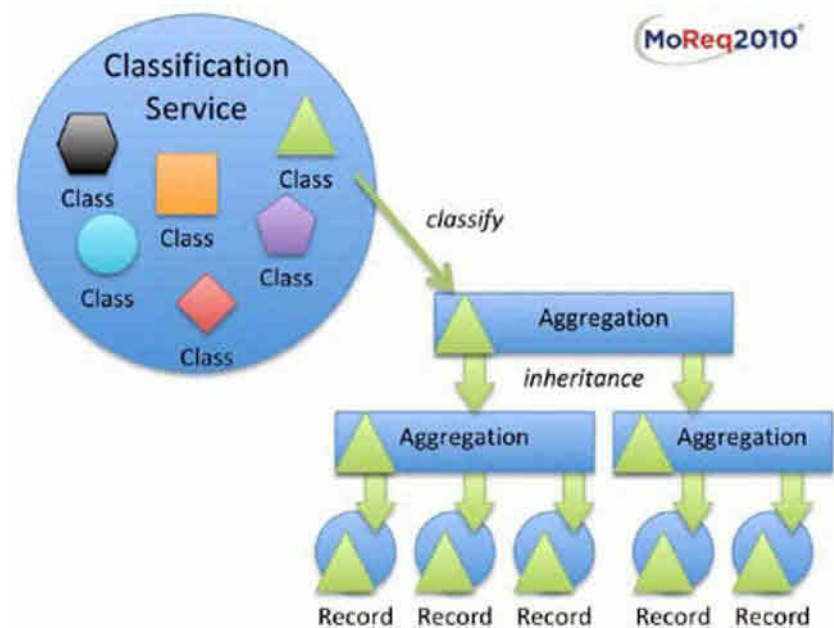 MoReq2010®
Classification
Service
Class
Class
Class
Class
Class
Class
classify
Aggregation
inheritance
Aggregation
Aggregation
Record
Record
Record
Record
Record